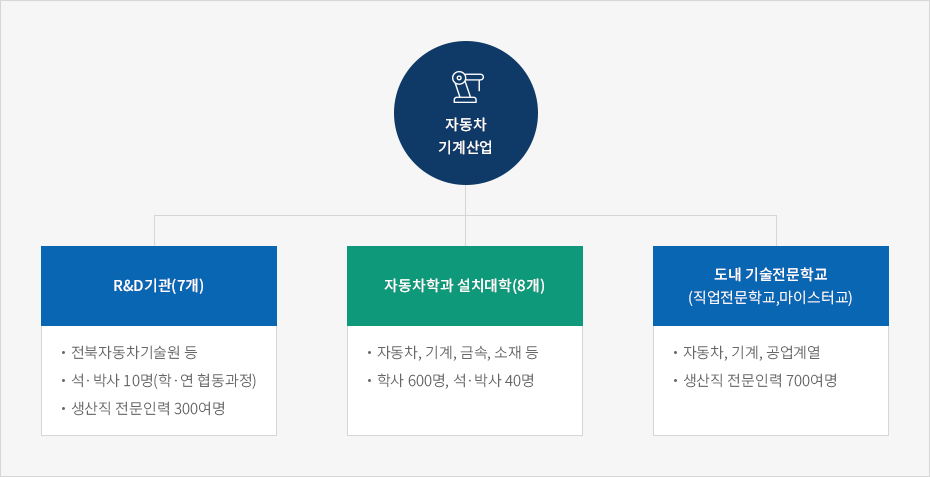 자동차
기계산업
R&D기관(7개)
• 전북자동차기술원 등
• 석·박사 10명(학·연 협동과정)
• 생산직 전문인력 300여명
자동차학과 설치대학(8개)
• 자동차, 기계, 금속, 소재 등
• 학사 600명, 석·박사 40명
도내 기술전문학교
(직업전문학교,마이스터교)
• 자동차, 기계, 공업계열
• 생산직 전문인력 700여명